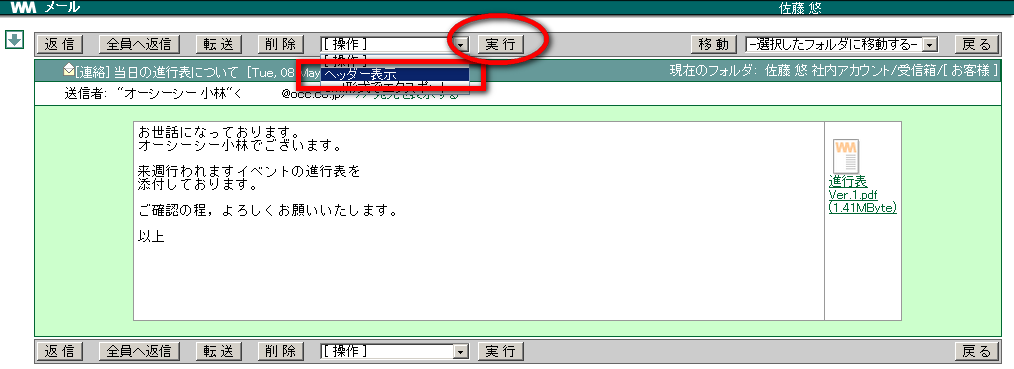 WM メール 佐藤 悠
返信 全員へ返信 転送 削除 [ 操作 ] 実行 移動 -選択したフォルダに移動する- 戻る
[ 操作 ]
[連絡] 当日の進行表について [Tue, 08 May ヘッダー表示 現在のフォルダ: 佐藤 悠 社内アカウント/受信箱/[ お客様 ]
形式でエクスポート
送信者: “オーシーシー 小林“< @occ.co.jp/
お世話になっております。
オーシーシー小林でございます。
来週行われますイベントの進行表を
添付しております。
ご確認の程，よろしくお願いいたします。
以上
WM
進行表
Ver.1.pdf
(1.41MByte)
返信 全員へ返信 転送 削除 [ 操作 ] 実行 戻る